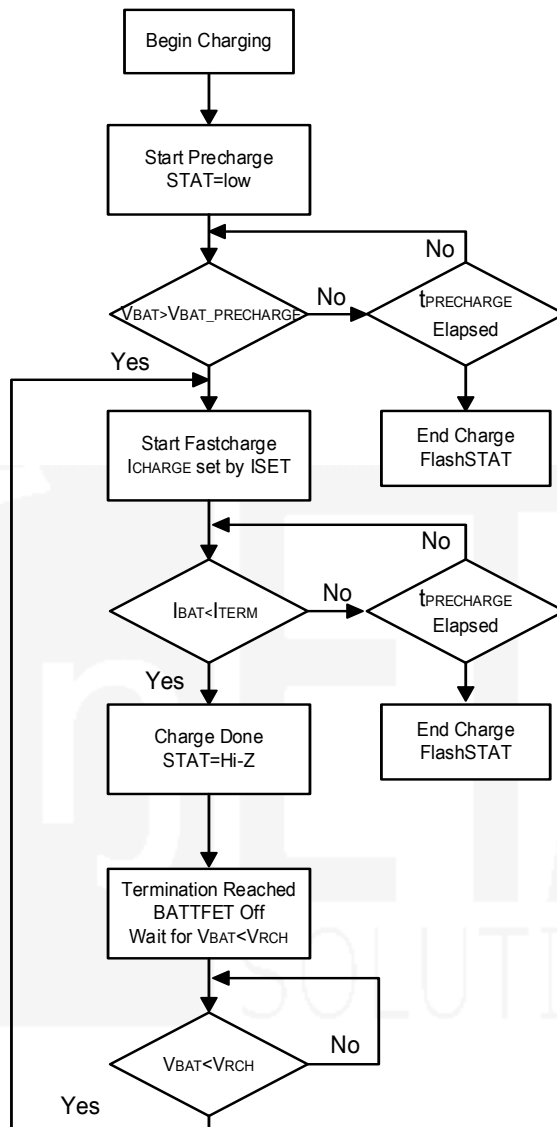 Begin Charging
Start Precharge
STAT=low
No
VBAT>VBAT_PRECHARGE
No
tPRECHARGE
Elapsed
Yes
Start Fastcharge
ICHARGE set by ISET
End Charge
FlashSTAT
No
IBAT<ITERM
No
tPRECHARGE
Elapsed
Yes
Charge Done
STAT=Hi-Z
End Charge
FlashSTAT
Termination Reached
BATTFET Off
Wait for VBAT<VRCH
VBAT<VRCH
No
Yes